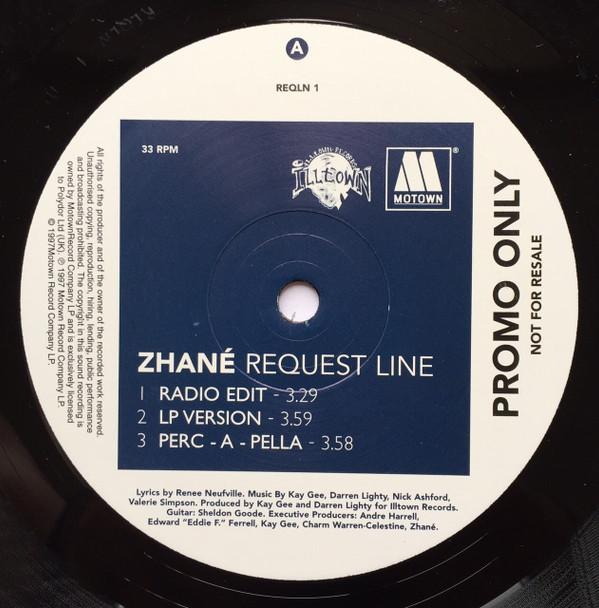 A
REQLN 1
33 RPM
ILLTOWN RECORDS
ILLTOWN
M
MOTOWN
®
ZHANÉ REQUEST LINE
1 RADIO EDIT - 3.29
2 LP VERSION - 3.59
3 PERC - A - PELLA - 3.58
Lyrics by Renee Neufville. Music By Kay Gee, Darren Lighty, Nick Ashford,
Valerie Simpson. Produced by Kay Gee and Darren Lighty for Illtown Records.
Guitar: Sheldon Goode. Executive Producers: Andre Harrell,
Edward "Eddie F." Ferrell, Kay Gee, Charm Warren-Celestine, Zhané.
All rights of the producer and of the owner of the recorded work reserved.
Unauthorised copying, reproduction, hiring, lending, public performance
and broadcasting prohibited. The copyright in this sound recording is
owned by MotownRecord Company LP and is exclusively licensed
to Polydor Ltd (UK). ℗ 1997 Motown Record Company LP.
© 1997Motown Record Company LP.
PROMO ONLY
NOT FOR RESALE